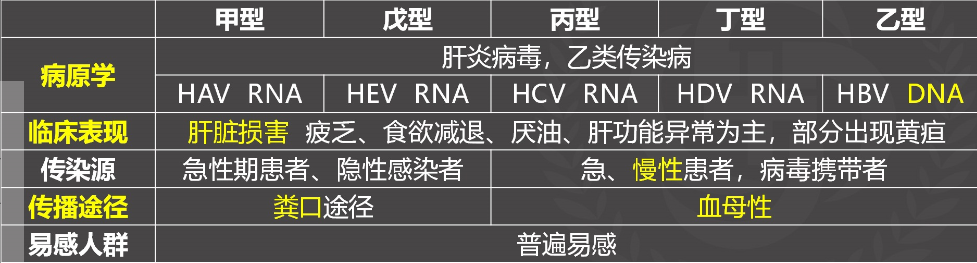 甲型 戊型 丙型 丁型 乙型
病原学 肝炎病毒，乙类传染病
HAV RNA HEV RNA HCV RNA HDV RNA HBV DNA
临床表现 肝脏损害 疲乏、食欲减退、厌油、肝功能异常为主，部分出现黄疸
传染源 急性期患者、隐性感染者 急、慢性患者，病毒携带者
传播途径 粪口途径 血母性
易感人群 普遍易感